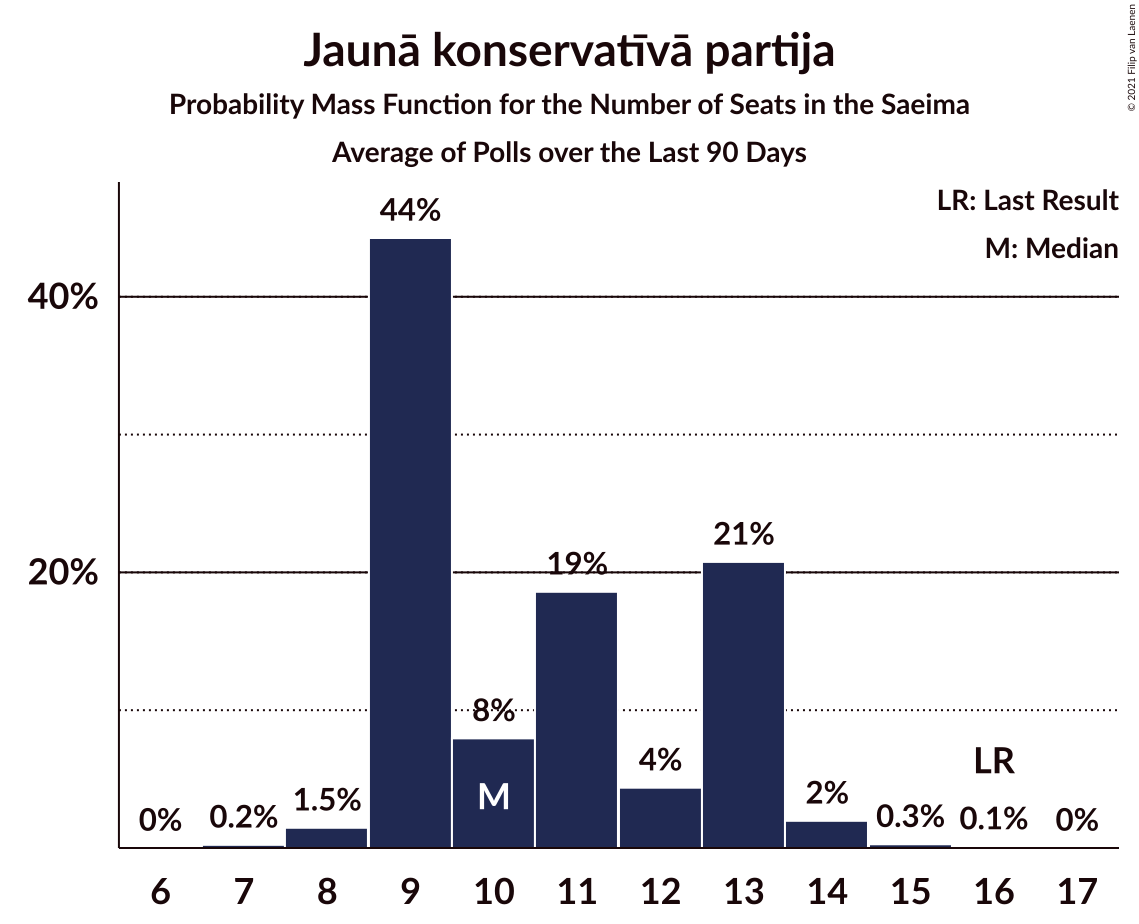 Jaunā konservatīvā partija
Probability Mass Function for the Number of Seats in the Saeima
Average of Polls over the Last 90 Days
© 2021 Filip van Laenen
LR: Last Result
M: Median
40%
20%
0%
0.2%
1.5%
44%
8%
M
19%
4%
21%
2%
0.3%
LR
0.1%
0%
6 7 8 9 10 11 12 13 14 15 16 17